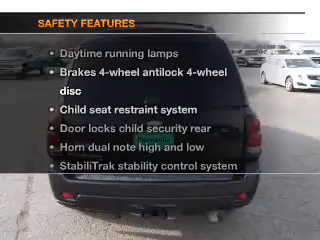 SAFETY FEATURES
• Daytime running lamps
• Brakes 4-wheel antilock 4-wheel
disc
• Child seat restraint system
• Door locks child security rear
• Horn dual note high and low
• StabiliTrak stability control system